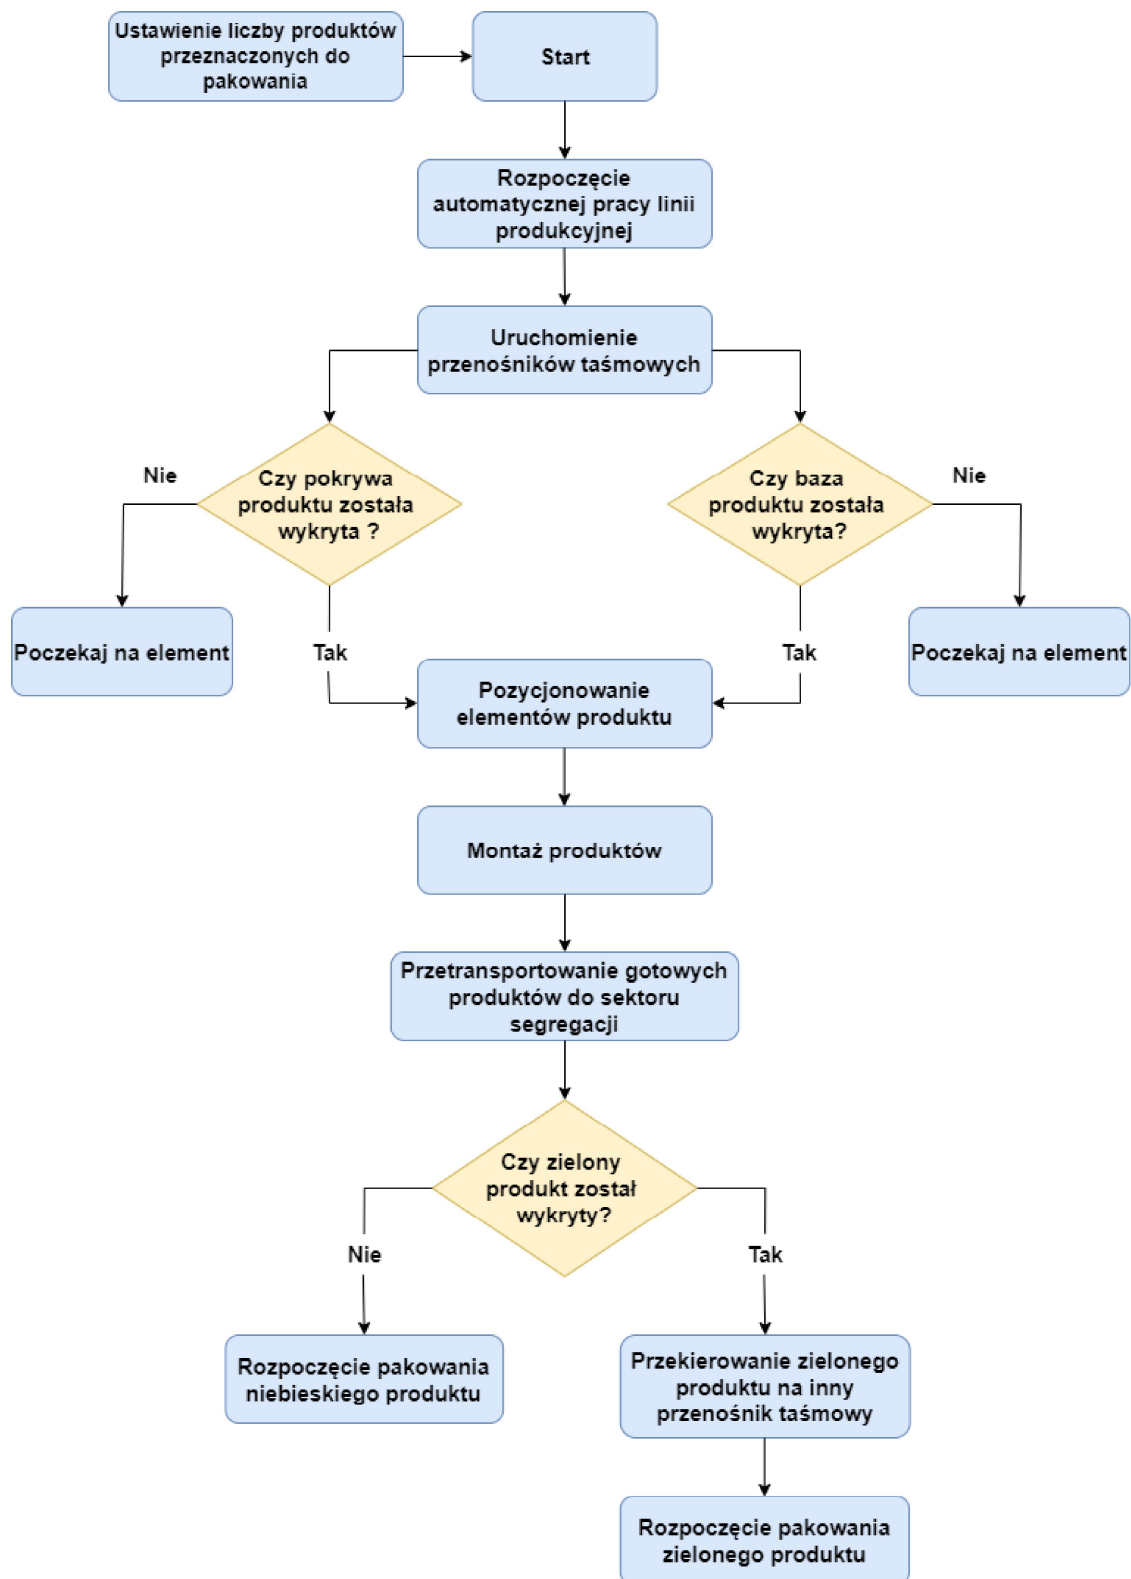 Ustawienie liczby produktów
przeznaczonych do
pakowania
Start
Rozpoczęcie
automatycznej pracy linii
produkcyjnej
Uruchomienie
przenośników taśmowych
Nie
Czy pokrywa
produktu została
wykryta ?
Czy baza
produktu została
wykryta?
Nie
Poczekaj na element
Tak
Tak
Poczekaj na element
Pozycjonowanie
elementów produktu
Montaż produktów
Przetransportowanie gotowych
produktów do sektoru
segregacji
Czy zielony
produkt został
wykryty?
Nie
Tak
Rozpoczęcie pakowania
niebieskiego produktu
Przekierowanie zielonego
produktu na inny
przenośnik taśmowy
Rozpoczęcie pakowania
zielonego produktu